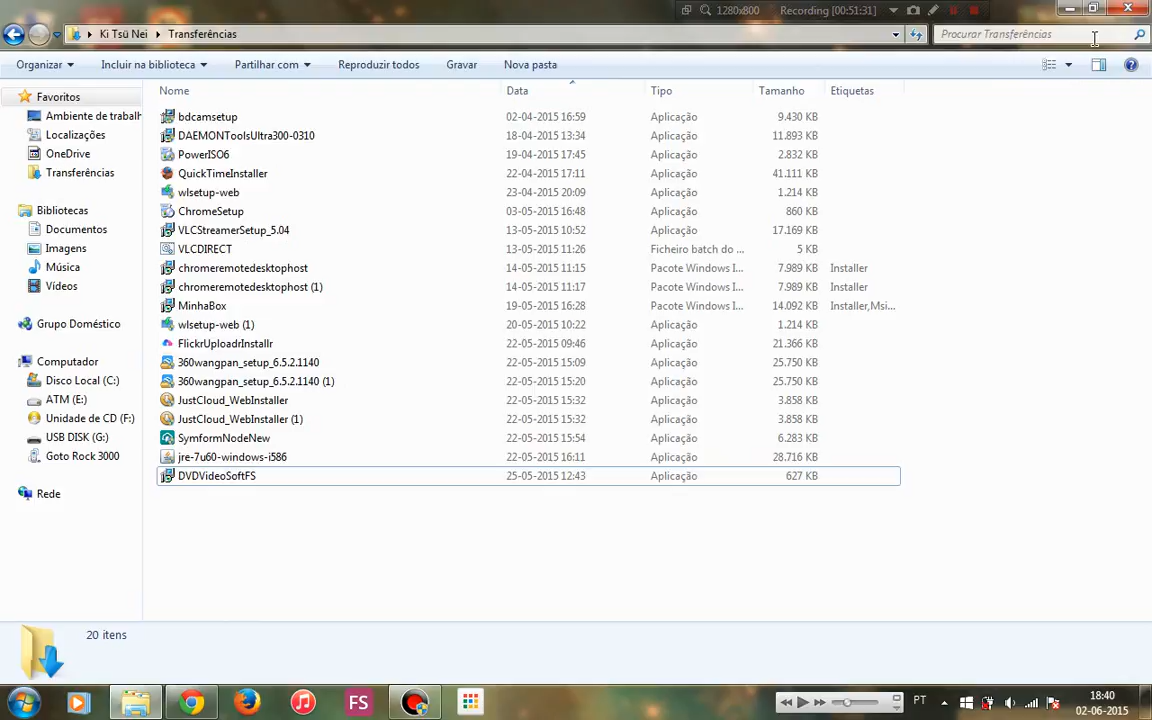 1280x800 Recording [00:51:31]
Ki Tsü Nei Transferências Procurar Transferências
Organizar Incluir na biblioteca Partilhar com Reproduzir todos Gravar Nova pasta
Nome Data Tipo Tamanho Etiquetas
bdcamsetup 02-04-2015 16:59 Aplicação 9.430 KB
DAEMONToolsUltra300-0310 18-04-2015 13:34 Aplicação 11.893 KB
PowerISO6 19-04-2015 17:45 Aplicação 2.832 KB
QuickTimeInstaller 22-04-2015 17:11 Aplicação 41.111 KB
wlsetup-web 23-04-2015 20:09 Aplicação 1.214 KB
ChromeSetup 03-05-2015 16:48 Aplicação 860 KB
VLCStreamerSetup_5.04 13-05-2015 10:52 Aplicação 17.169 KB
VLCDIRECT 13-05-2015 11:26 Ficheiro batch do ... 5 KB
chromeremotedesktophost 14-05-2015 11:15 Pacote Windows I... 7.989 KB Installer
chromeremotedesktophost (1) 14-05-2015 11:17 Pacote Windows I... 7.989 KB Installer
MinhaBox 19-05-2015 16:28 Pacote Windows I... 14.092 KB Installer,Msi...
wlsetup-web (1) 20-05-2015 10:22 Aplicação 1.214 KB
FlickrUploadrInstallr 22-05-2015 09:46 Aplicação 21.366 KB
360wangpan_setup_6.5.2.1140 22-05-2015 15:09 Aplicação 25.750 KB
360wangpan_setup_6.5.2.1140 (1) 22-05-2015 15:20 Aplicação 25.750 KB
JustCloud_WebInstaller 22-05-2015 15:32 Aplicação 3.858 KB
JustCloud_WebInstaller (1) 22-05-2015 15:32 Aplicação 3.858 KB
SymformNodeNew 22-05-2015 15:54 Aplicação 6.283 KB
jre-7u60-windows-i586 22-05-2015 16:11 Aplicação 28.716 KB
DVDVideoSoftFS 25-05-2015 12:43 Aplicação 627 KB
Favoritos
Ambiente de trabalh
Localizações
OneDrive
Transferências
Bibliotecas
Documentos
Imagens
Música
Vídeos
Grupo Doméstico
Computador
Disco Local (C:)
ATM (E:)
Unidade de CD (F:)
USB DISK (G:)
Goto Rock 3000
Rede
20 itens
FS
PT
18:40
02-06-2015